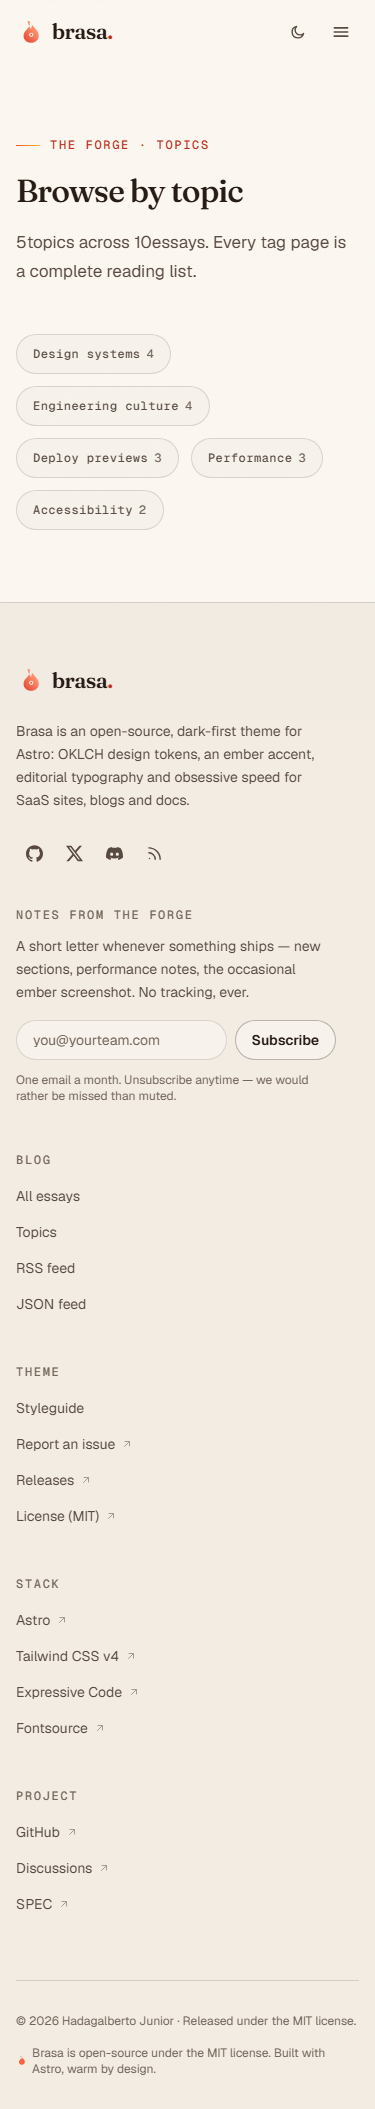 brasa.
THE FORGE · TOPICS
Browse by topic
5topics across 10essays. Every tag page is
a complete reading list.
Design systems 4
Engineering culture 4
Deploy previews 3
Performance 3
Accessibility 2
brasa.
Brasa is an open-source, dark-first theme for
Astro: OKLCH design tokens, an ember accent,
editorial typography and obsessive speed for
SaaS sites, blogs and docs.
NOTES FROM THE FORGE
A short letter whenever something ships — new
sections, performance notes, the occasional
ember screenshot. No tracking, ever.
you@yourteam.com
Subscribe
One email a month. Unsubscribe anytime — we would
rather be missed than muted.
BLOG
All essays
Topics
RSS feed
JSON feed
THEME
Styleguide
Report an issue ↗
Releases ↗
License (MIT) ↗
STACK
Astro ↗
Tailwind CSS v4 ↗
Expressive Code ↗
Fontsource ↗
PROJECT
GitHub ↗
Discussions ↗
SPEC ↗
© 2026 Hadagalberto Junior · Released under the MIT license.
Brasa is open-source under the MIT license. Built with
Astro, warm by design.